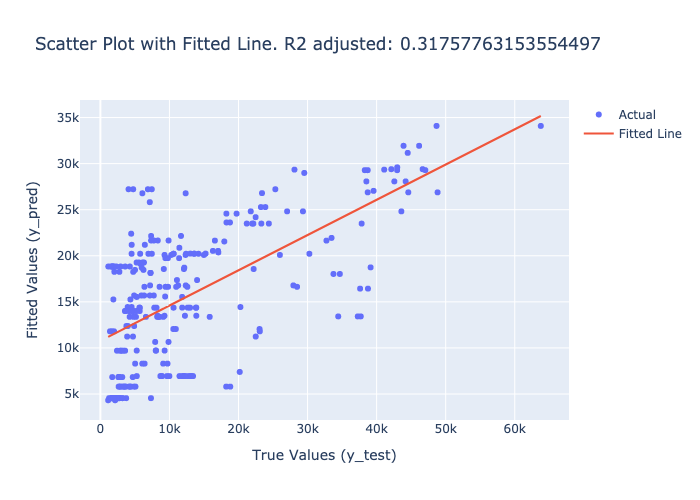 Scatter Plot with Fitted Line. R2 adjusted: 0.31757763153554497
Actual
Fitted Line
35k
30k
25k
20k
15k
10k
5k
Fitted Values (y_pred)
0
10k
20k
30k
40k
50k
60k
True Values (y_test)